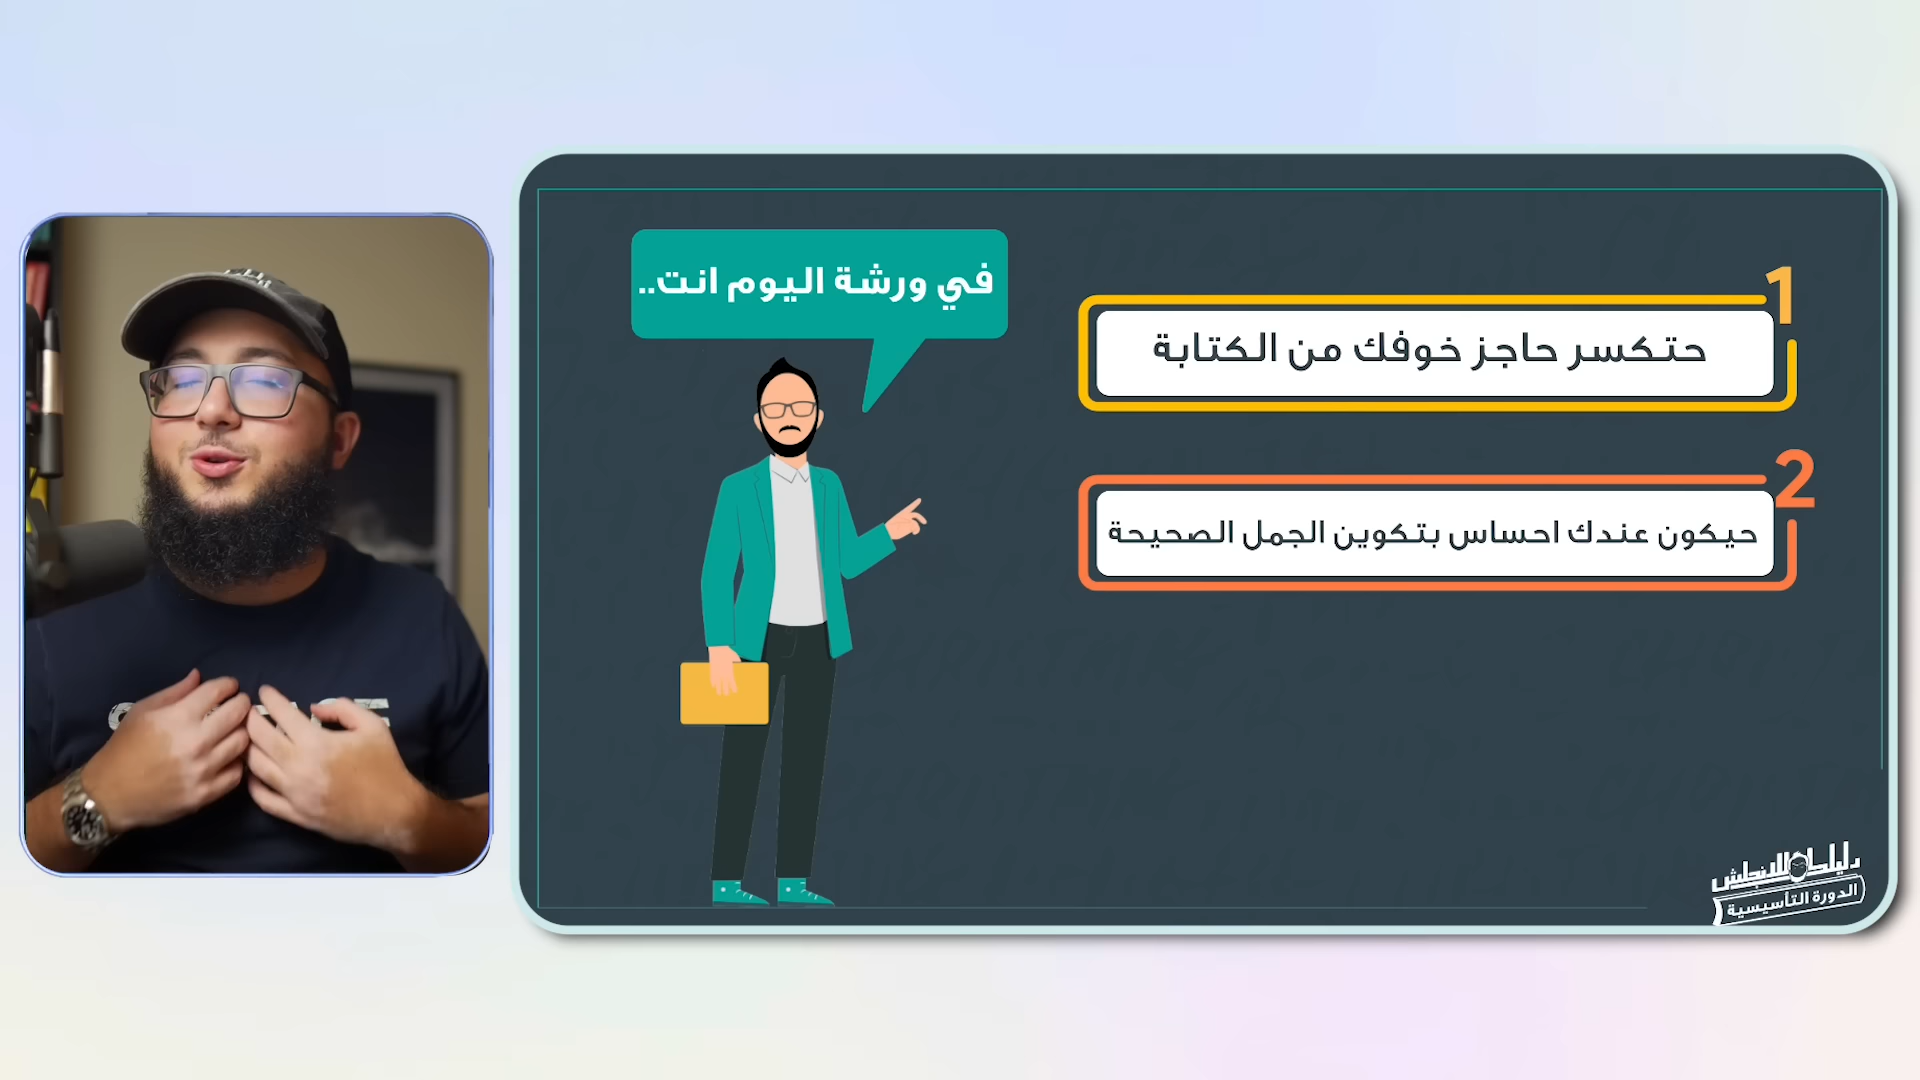 في ورشة اليوم انت..
1
حتكسر حاجز خوفك من الكتابة
2
حيكون عندك احساس بتكوين الجمل الصحيحة
دليلك للانجلش
الدورة التأسيسية